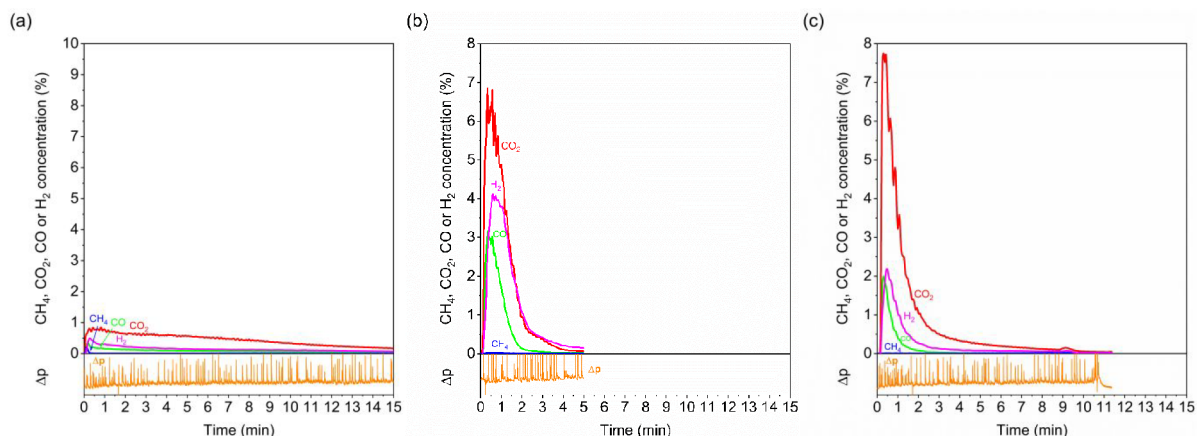 (a)
CH4, CO2, CO or H2 concentration (%)
10
9
8
7
6
5
4
3
2
1
0
CH4
CO
CO2
H2
Δp
Δp
0 1 2 3 4 5 6 7 8 9 10 11 12 13 14 15
Time (min)
(b)
CH4, CO2, CO or H2 concentration (%)
8
7
6
5
4
3
2
1
0
CO2
H2
CO
CH4
Δp
Δp
0 1 2 3 4 5 6 7 8 9 10 11 12 13 14 15
Time (min)
(c)
CH4, CO2, CO or H2 concentration (%)
8
7
6
5
4
3
2
1
0
CO2
H2
CO
CH4
Δp
Δp
0 1 2 3 4 5 6 7 8 9 10 11 12 13 14 15
Time (min)